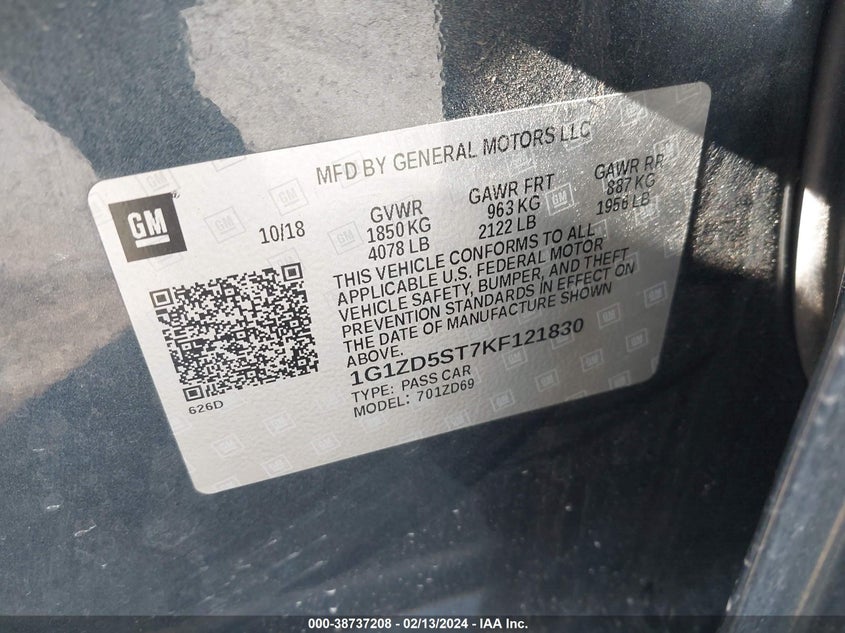 MFD BY GENERAL MOTORS LLC
GM
10/18
GVWR
1850 KG
4078 LB
GAWR FRT
963 KG
2122 LB
GAWR RR
887 KG
1956 LB
THIS VEHICLE CONFORMS TO ALL
APPLICABLE U.S. FEDERAL MOTOR
VEHICLE SAFETY, BUMPER, AND THEFT
PREVENTION STANDARDS IN EFFECT ON
THE DATE OF MANUFACTURE SHOWN
ABOVE.
1G1ZD5ST7KF121830
TYPE: PASS CAR
MODEL: 701ZD69
626D
000-38737208 - 02/13/2024 - IAA Inc.